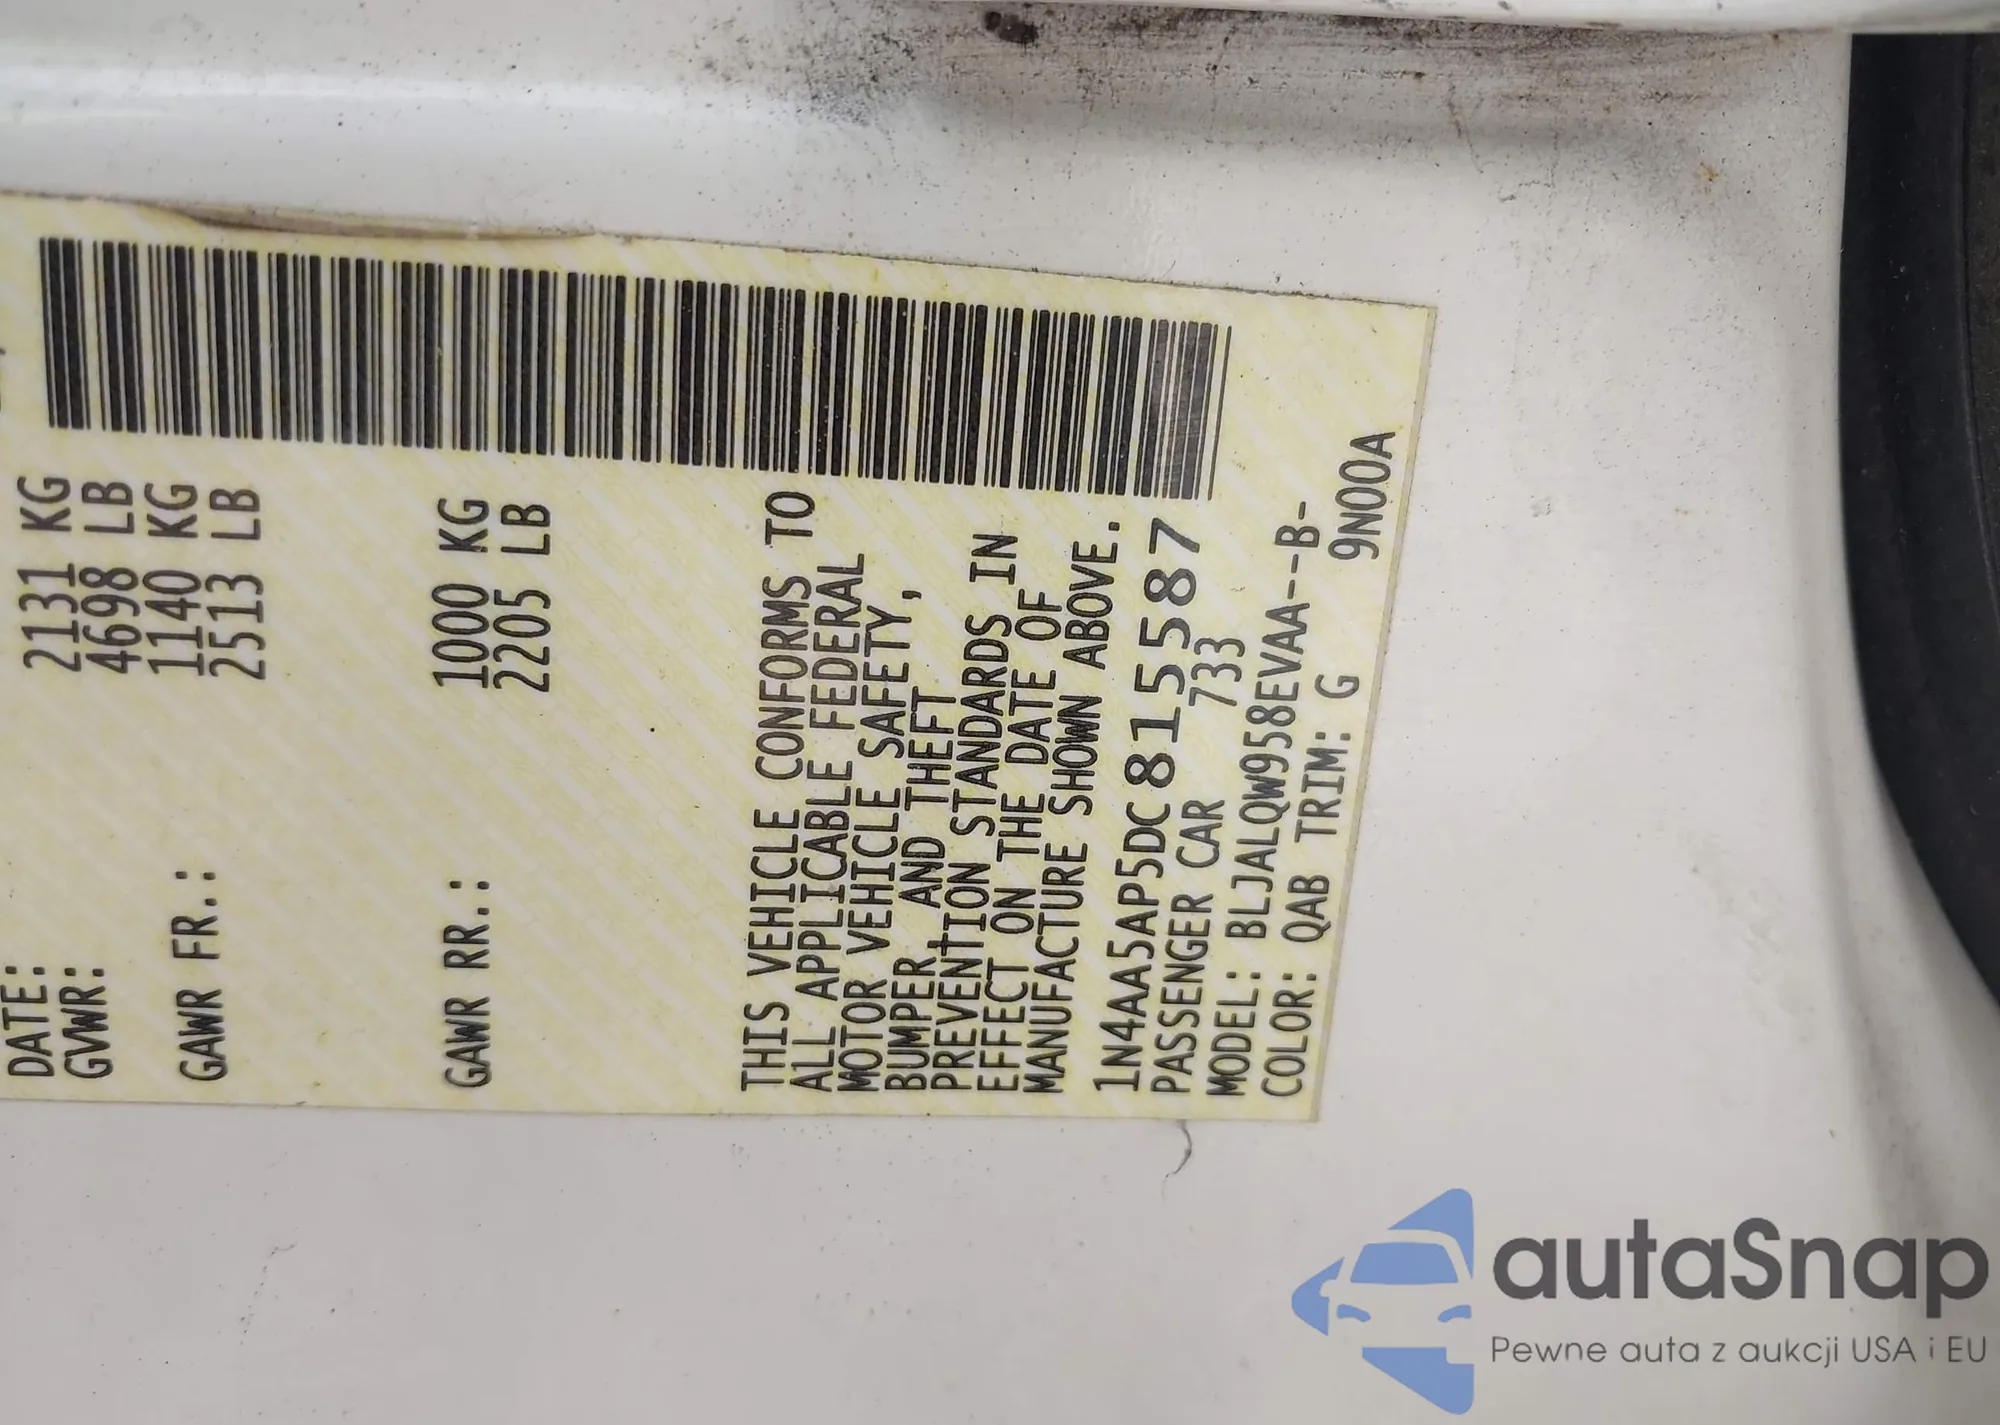 DATE:
GVWR: 2131 KG
4698 LB
GAWR FR.: 1140 KG
2513 LB
GAWR RR.: 1000 KG
2205 LB
THIS VEHICLE CONFORMS TO
ALL APPLICABLE FEDERAL
MOTOR VEHICLE SAFETY,
BUMPER, AND THEFT
PREVENTION STANDARDS IN
EFFECT ON THE DATE OF
MANUFACTURE SHOWN ABOVE.
1N4AA5AP5DC815587
PASSENGER CAR 733
MODEL: BLJALQW958EVAA--B-
COLOR: QAB TRIM: G 9N00A
autaSnap
Pewne auta z aukcji USA i EU